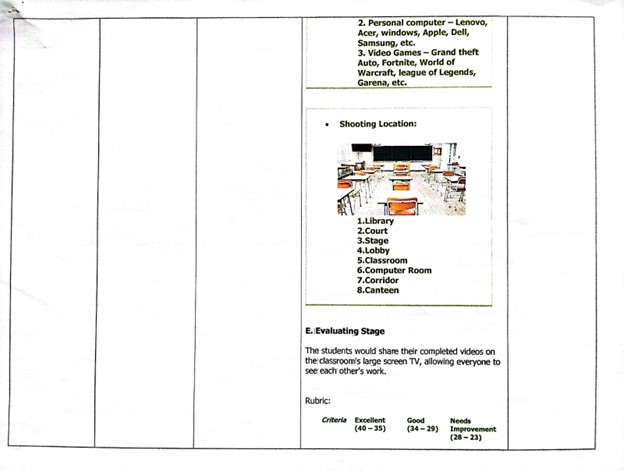 2. Personal computer – Lenovo,
Acer, windows, Apple, Dell,
Samsung, etc.
3. Video Games – Grand theft
Auto, Fortnite, World of
Warcraft, league of Legends,
Garena, etc.
• Shooting Location:
1.Library
2.Court
3.Stage
4.Lobby
5.Classroom
6.Computer Room
7.Corridor
8.Canteen
E. Evaluating Stage
The students would share their completed videos on
the classroom's large screen TV, allowing everyone to
see each other's work.
Rubric:
Criteria Excellent Good Needs
(40 – 35) (34 – 29) Improvement
(28 – 23)